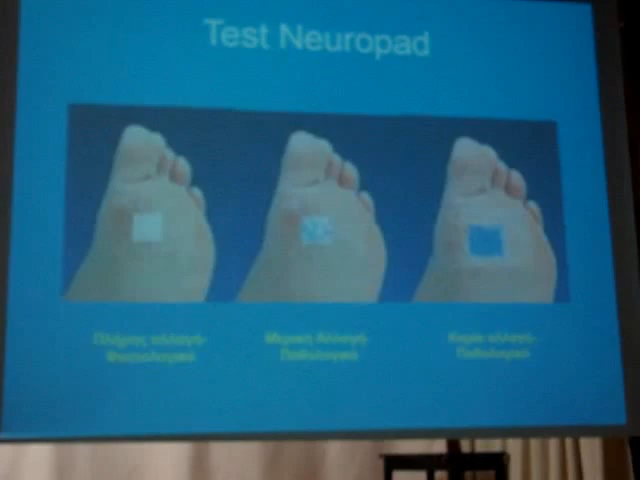 Test Neuropad
Πλήρης αλλαγή-
Φυσιολογικό
Μερική Αλλαγή-
Παθολογικό
Καμία αλλαγή-
Παθολογικό